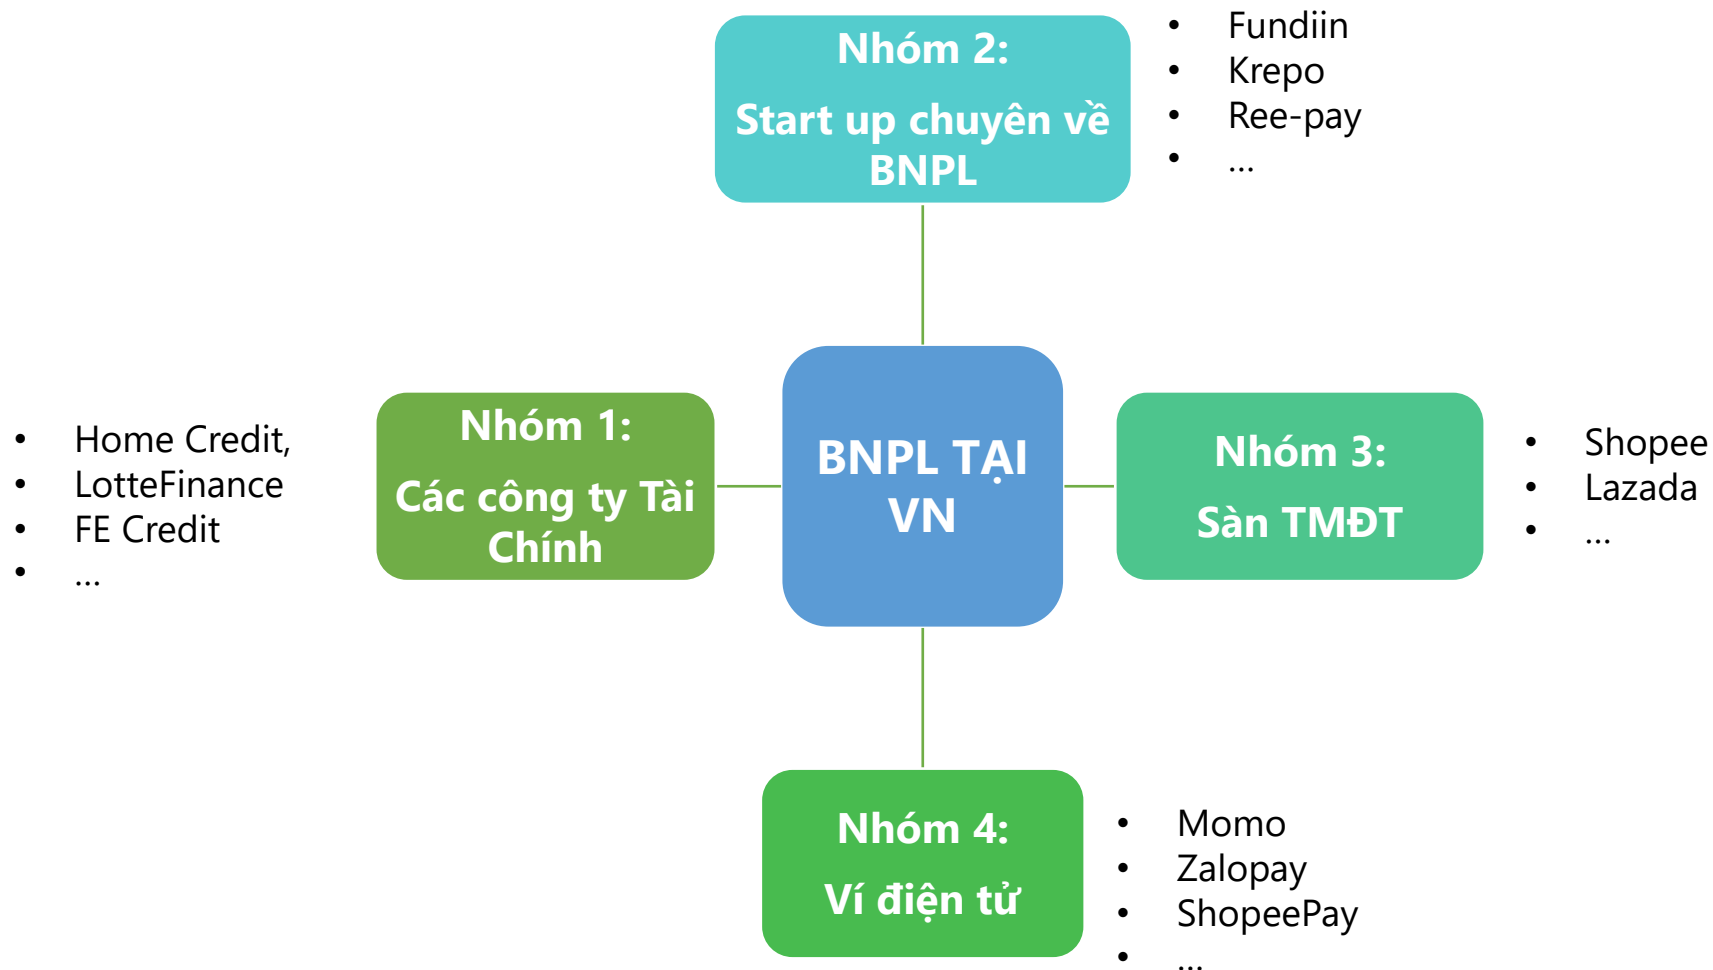 Nhóm 2:
Start up chuyên về
BNPL
• Fundiin
• Krepo
• Ree-pay
• ...
• Home Credit,
• LotteFinance
• FE Credit
• ...
Nhóm 1:
Các công ty Tài
Chính
BNPL TẠI
VN
Nhóm 3:
Sàn TMĐT
• Shopee
• Lazada
• ...
Nhóm 4:
Ví điện tử
• Momo
• Zalopay
• ShopeePay
• ...